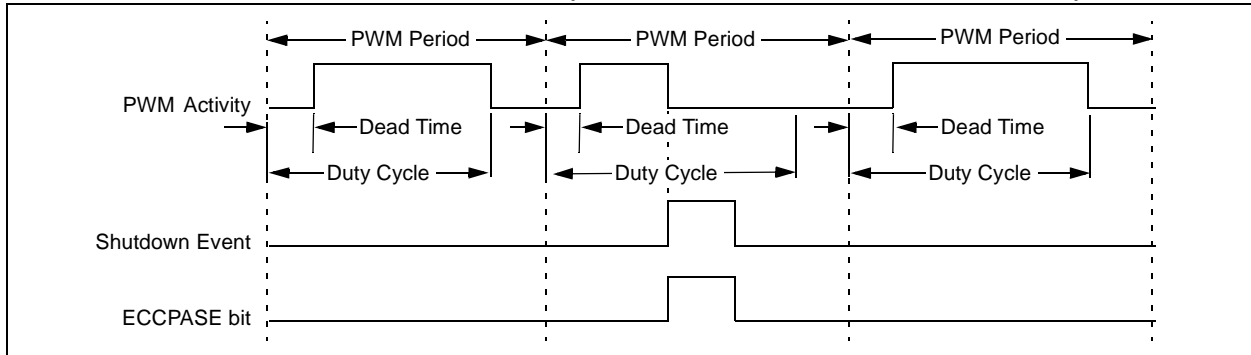 PWM Period PWM Period PWM Period
PWM Activity
Dead Time Dead Time Dead Time
Duty Cycle Duty Cycle Duty Cycle
Shutdown Event
ECCPASE bit